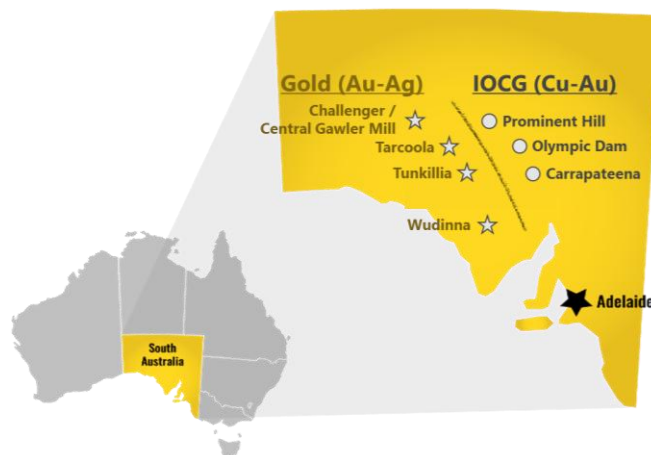 Gold (Au-Ag)
IOCG (Cu-Au)
Challenger /
Central Gawler Mill
Prominent Hill
Tarcoola
Olympic Dam
Tunkillia
Carrapateena
Wudinna
Adelaide
South
Australia